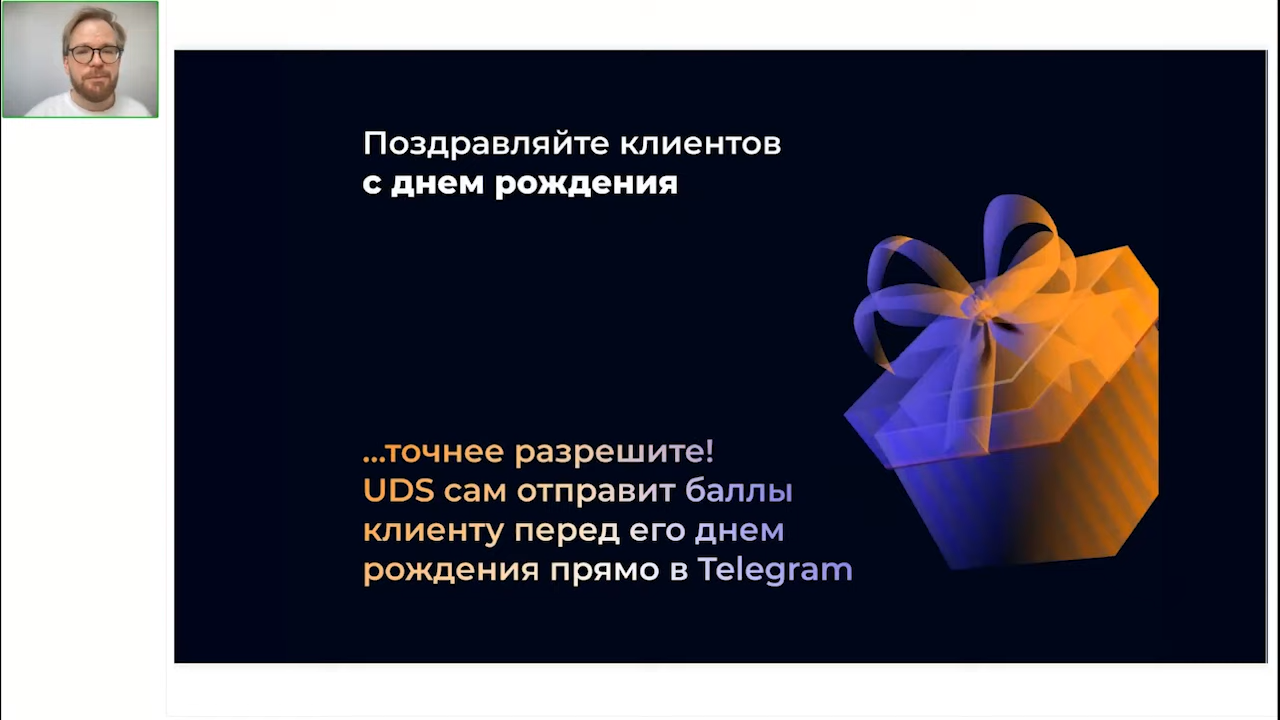 Поздравляйте клиентов
с днем рождения
...точнее разрешите!
UDS сам отправит баллы
клиенту перед его днем
рождения прямо в Telegram